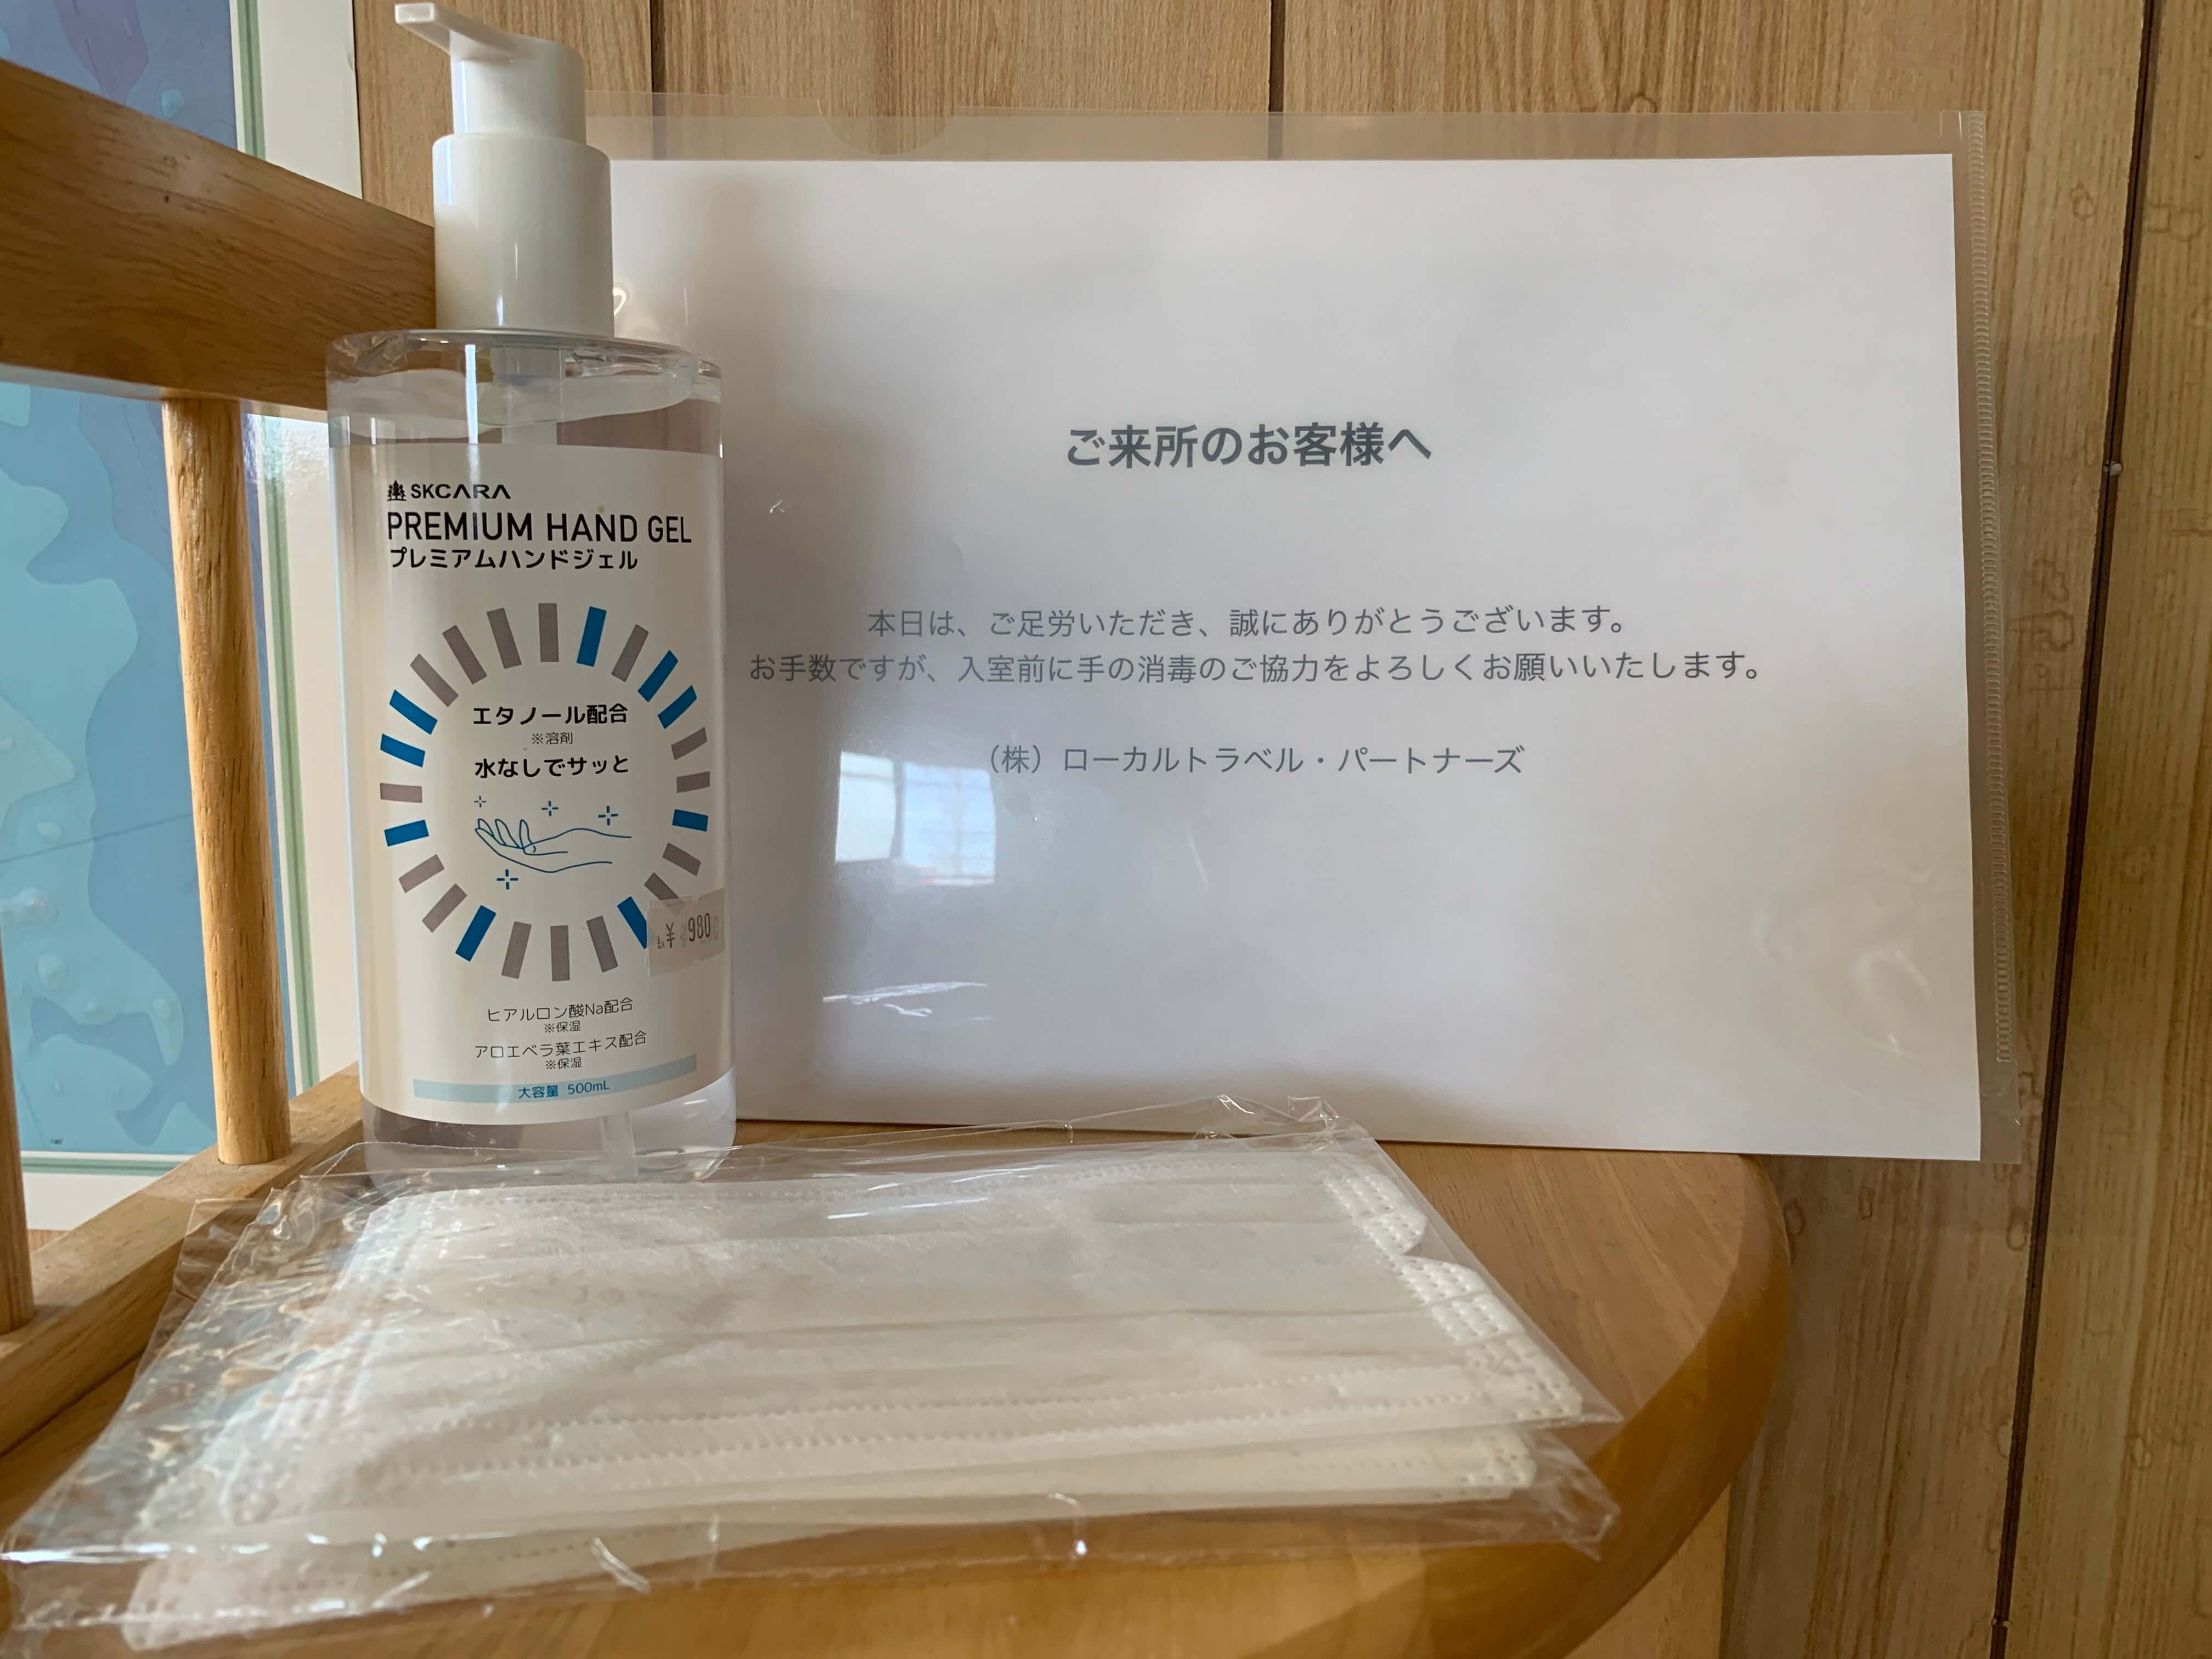 SKCARA
PREMIUM HAND GEL
プレミアムハンドジェル
エタノール配合
※溶剤
水なしでサッと
¥ 980
ヒアルロン酸Na配合
※保湿
アロエベラ葉エキス配合
※保湿
大容量 500mL
ご来所のお客様へ
本日は、ご足労いただき、誠にありがとうございます。
お手数ですが、入室前に手の消毒のご協力をよろしくお願いいたします。
（株）ローカルトラベル・パートナーズ